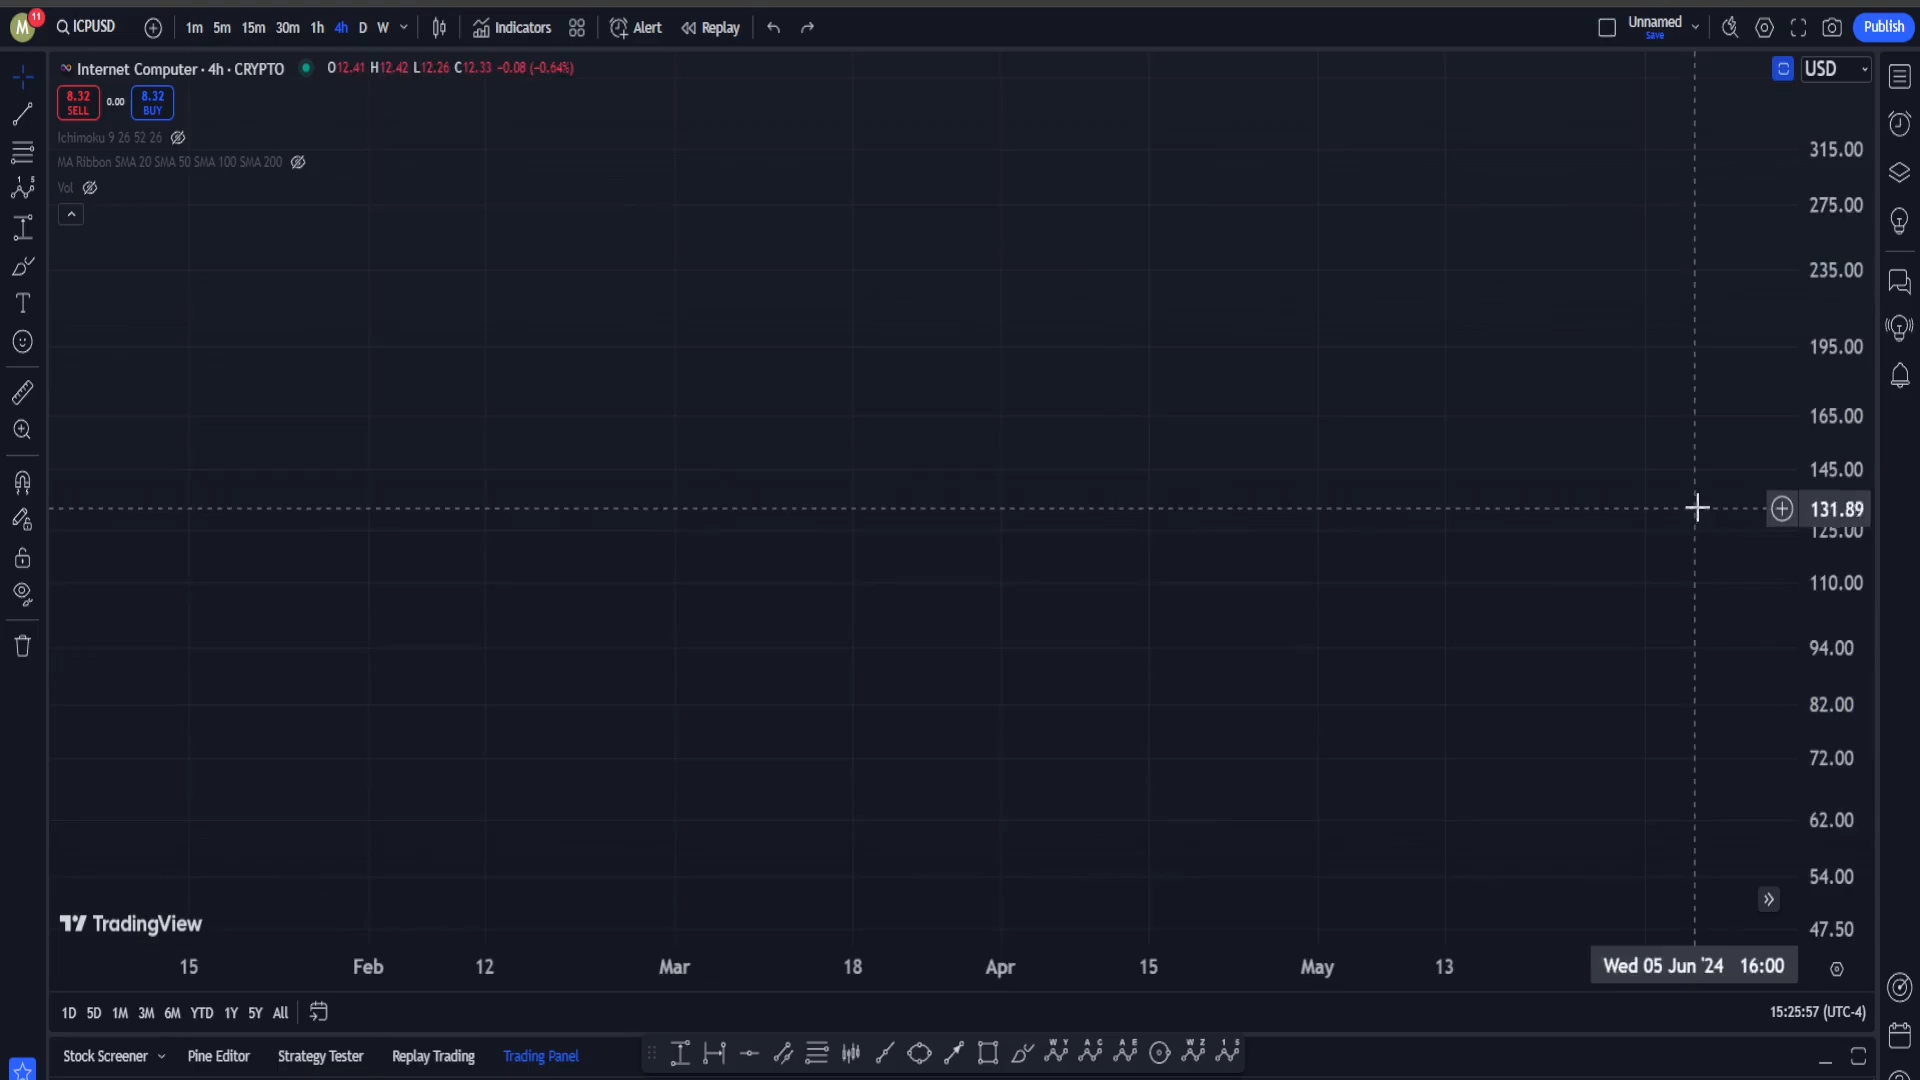 M 11 ICPUSD 1m 5m 15m 30m 1h 4h D W Indicators Alert Replay Unnamed Save Publish
Internet Computer · 4h · CRYPTO O12.41 H12.42 L12.26 C12.33 −0.08 (−0.64%) USD
8.32 SELL 0.00 8.32 BUY
Ichimoku 9 26 52 26
MA Ribbon SMA 20 SMA 50 SMA 100 SMA 200
Vol
315.00
275.00
235.00
195.00
165.00
145.00
131.89
125.00
110.00
94.00
82.00
72.00
62.00
54.00
47.50
TradingView
15 Feb 12 Mar 18 Apr 15 May 13 Wed 05 Jun '24 16:00
1D 5D 1M 3M 6M YTD 1Y 5Y All 15:25:57 (UTC-4)
Stock Screener Pine Editor Strategy Tester Replay Trading Trading Panel